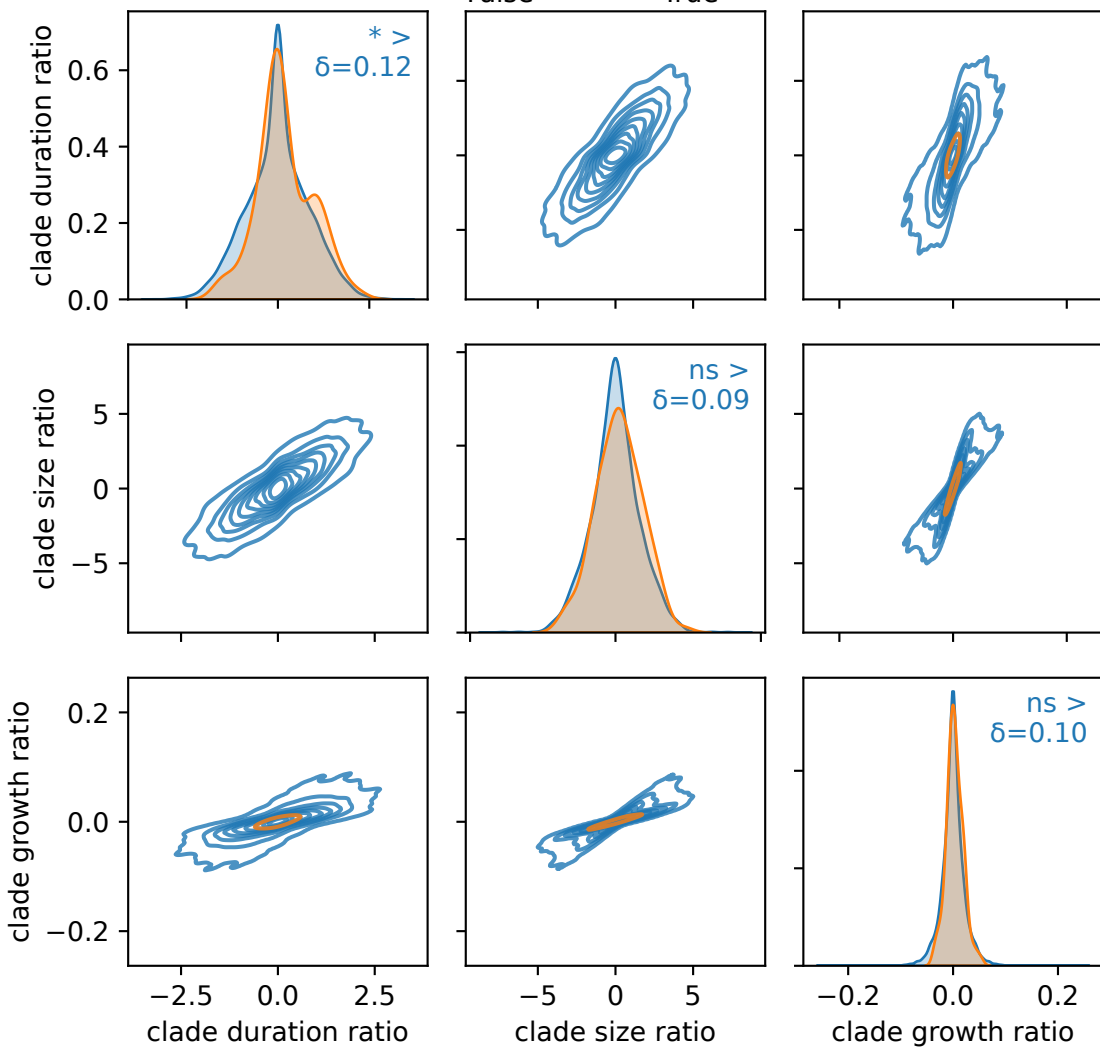 clade duration ratio
0.6
0.4
0.2
0.0
* >
δ=0.12
clade size ratio
5
0
−5
ns >
δ=0.09
clade growth ratio
0.2
0.0
−0.2
ns >
δ=0.10
−2.5 0.0 2.5
−5 0 5
−0.2 0.0 0.2
clade duration ratio
clade size ratio
clade growth ratio